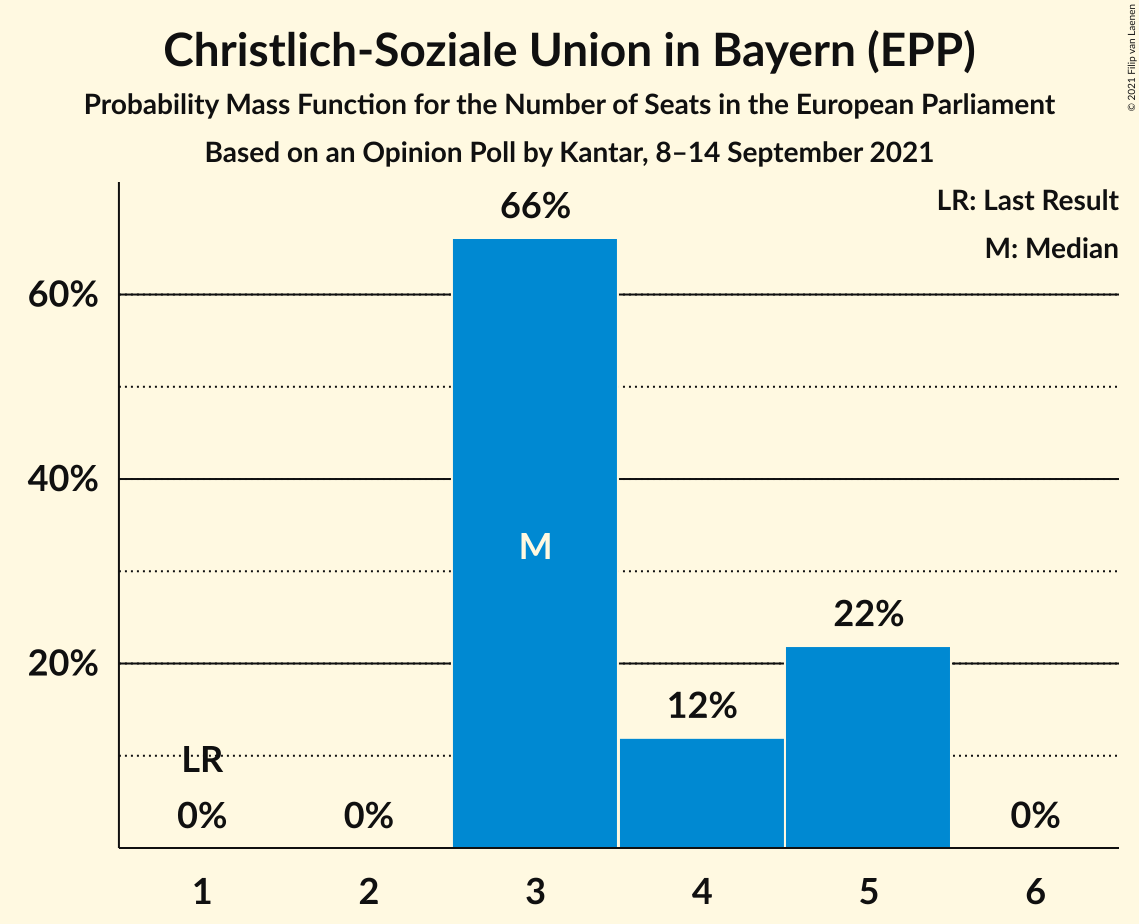 Christlich-Soziale Union in Bayern (EPP)
Probability Mass Function for the Number of Seats in the European Parliament
Based on an Opinion Poll by Kantar, 8–14 September 2021
© 2021 Filip van Laenen
LR: Last Result
M: Median
66%
60%
40%
M
22%
20%
12%
LR
0%
0%
0%
1 2 3 4 5 6